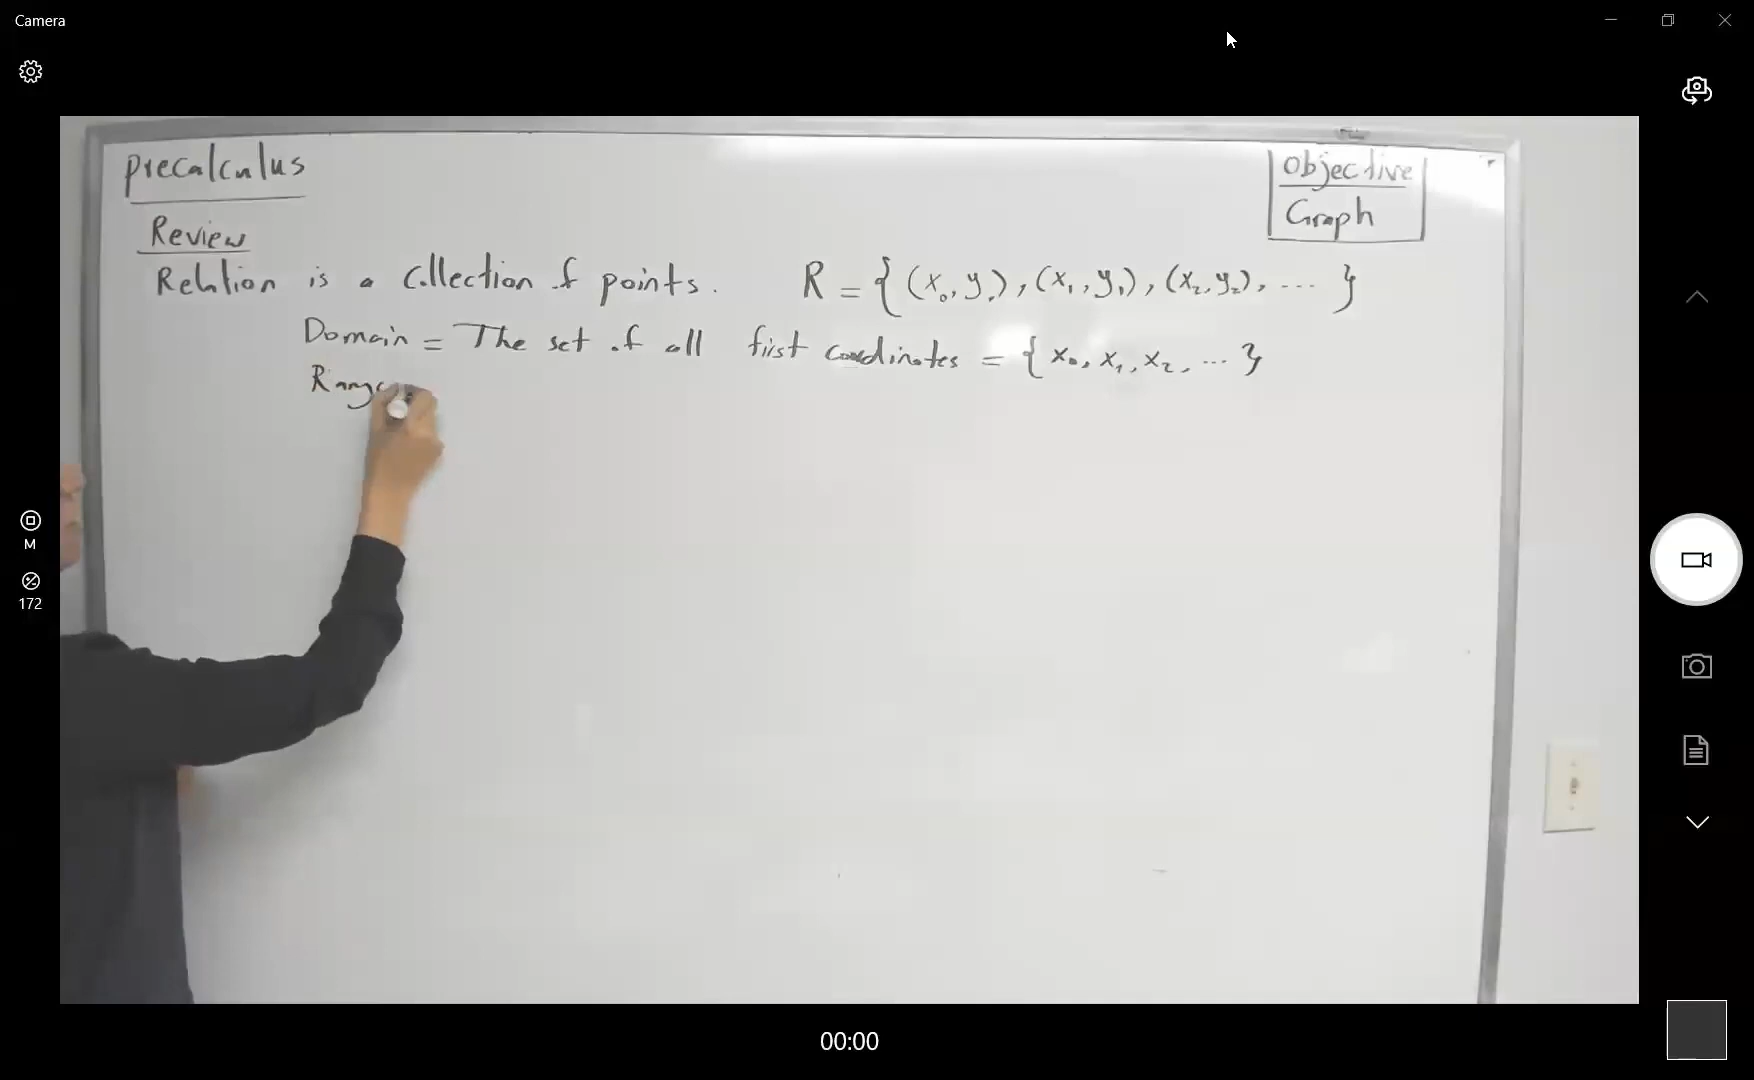 Camera
precalculus
Objective
Graph
Review
Relation is a collection of points. R = { (x₀, y₀), (x₁, y₁), (x₂, y₂), ... }
Domain = The set of all first coordinates = { x₀, x₁, x₂, ... }
Range
M
172
00:00